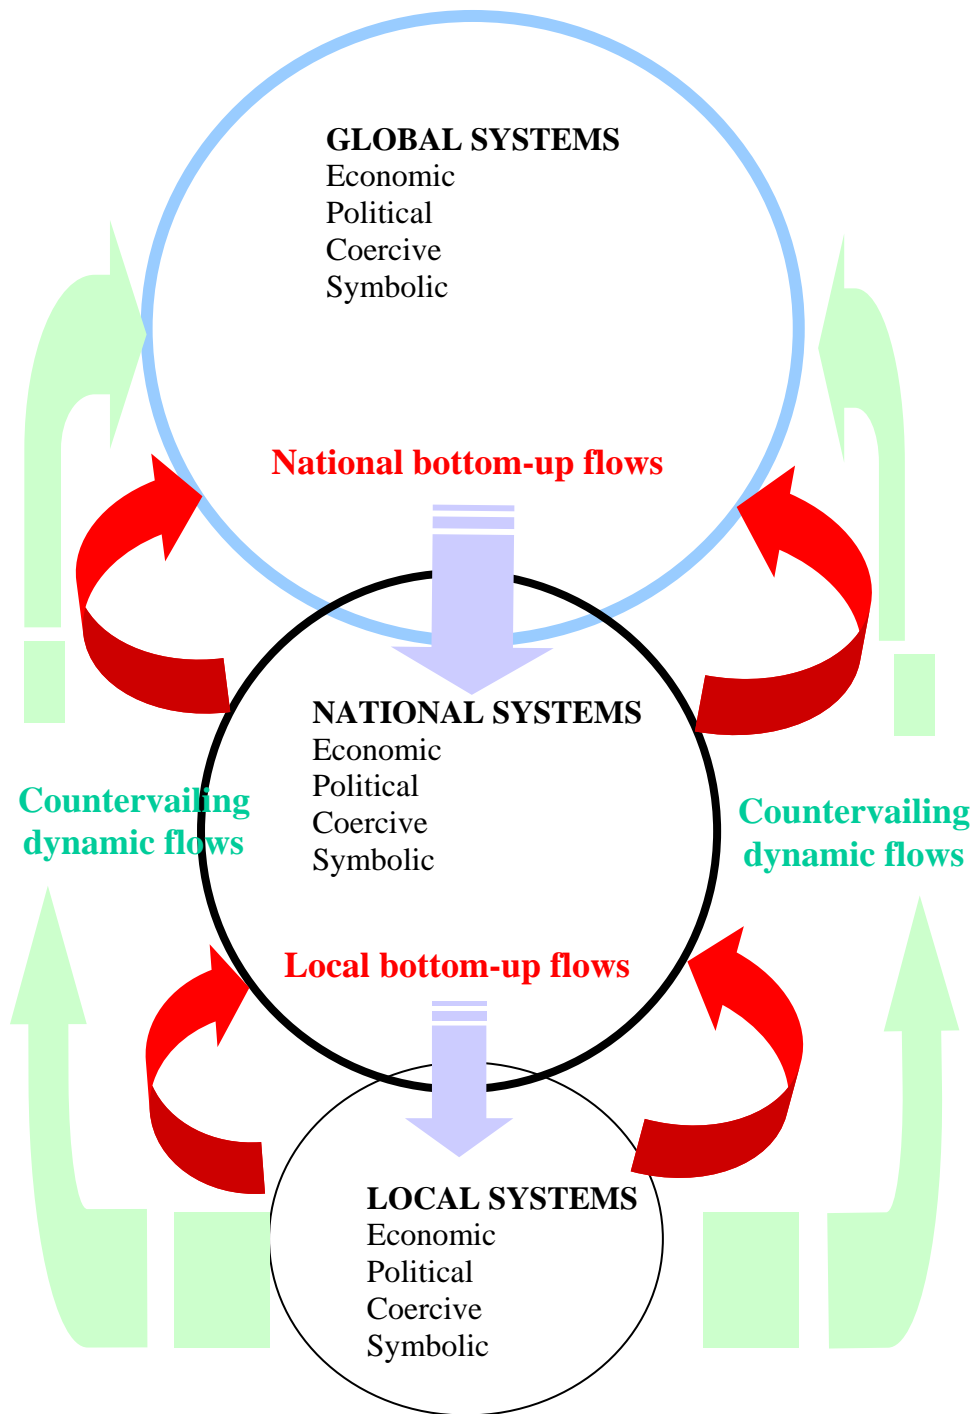 GLOBAL SYSTEMS
Economic
Political
Coercive
Symbolic
National bottom-up flows
NATIONAL SYSTEMS
Economic
Political
Coercive
Symbolic
Countervailing
dynamic flows
Countervailing
dynamic flows
Local bottom-up flows
LOCAL SYSTEMS
Economic
Political
Coercive
Symbolic